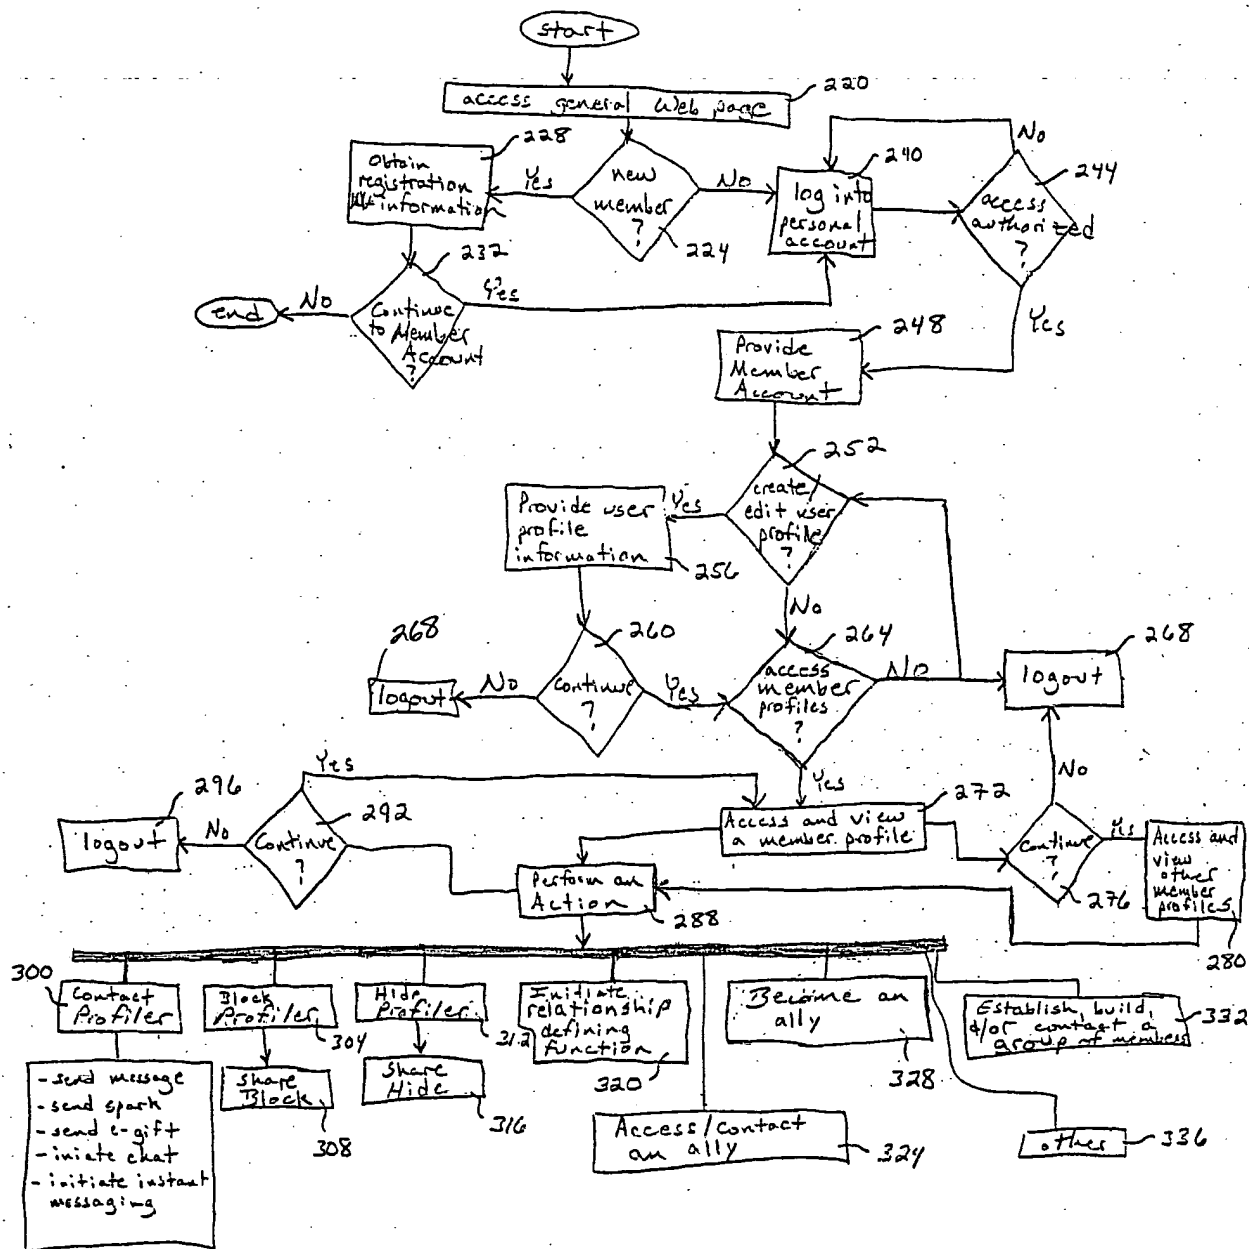 start
access general Web page
220
228
Obtain
registration
information
Yes
new
member
?
224
No
240
log into
personal
account
No
244
access
authorized
?
232
Continue
to Member
Account
?
No
end
Yes
Yes
248
Provide
Member
Account
252
create/
edit user
profile
?
Yes
Provide user
profile
information
256
No
268
logout
No
260
Continue
?
Yes
264
access
member
profiles
?
No
268
logout
Yes
Yes
No
296
logout
No
292
Continue
?
272
Access and view
a member profile
Continue
?
276
Yes
Access and
view
other
member
profiles
280
Perform an
Action
288
300
Contact
Profiler
Block
Profiler
304
Hide
Profiler
312
Initiate
relationship
defining
function
320
Become an
ally
328
Establish, build,
&/or contact a
group of members
332
- send message
- send spark
- send e-gift
- iniate chat
- initiate instant
messaging
Share
Block
308
Share
Hide
316
Access/contact
an ally
324
other
336